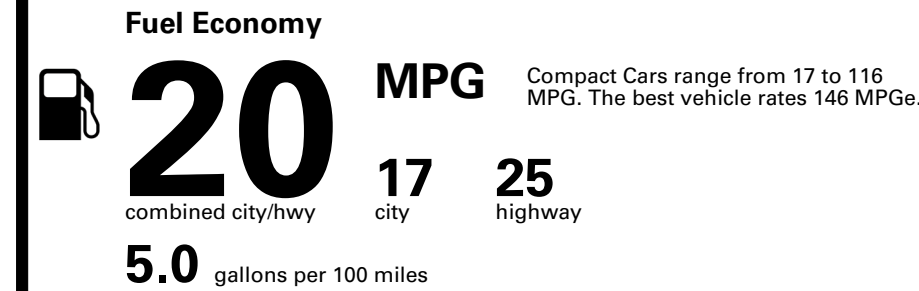 Fuel Economy
20 MPG
Compact Cars range from 17 to 116
MPG. The best vehicle rates 146 MPGe.
17 25
combined city/hwy city highway
5.0 gallons per 100 miles